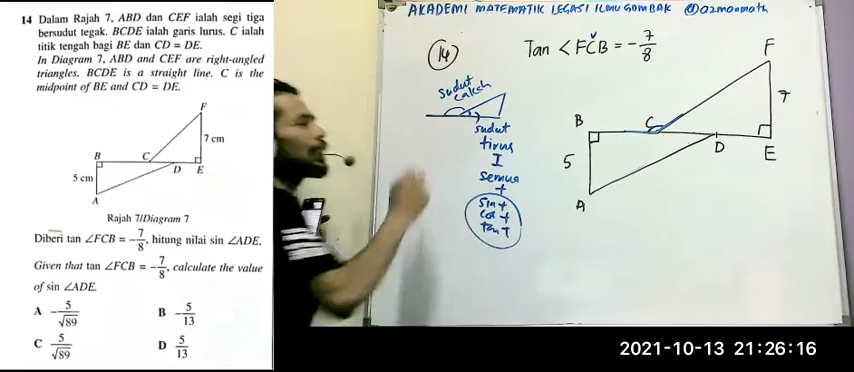 14 Dalam Rajah 7, ABD dan CEF ialah segi tiga
bersudut tegak. BCDE ialah garis lurus. C ialah
titik tengah bagi BE dan CD = DE.
In Diagram 7, ABD and CEF are right-angled
triangles. BCDE is a straight line. C is the
midpoint of BE and CD = DE.
F
7 cm
B C
D E
5 cm
A
Rajah 7/Diagram 7
Diberi tan ∠FCB = -7/8, hitung nilai sin ∠ADE.
Given that tan ∠FCB = -7/8, calculate the value
of sin ∠ADE.
A -5/√89
B -5/13
C 5/√89
D 5/13
AKADEMI MATEMATIK LEGASI ILMU GOMBAK @azmanmath
14
Tan <FCB = -7/8
sudut
cakah
sudut
tirus
I
semua
+
sin +
cos +
tan +
F
7
B C
D E
5
A
2021-10-13 21:26:16